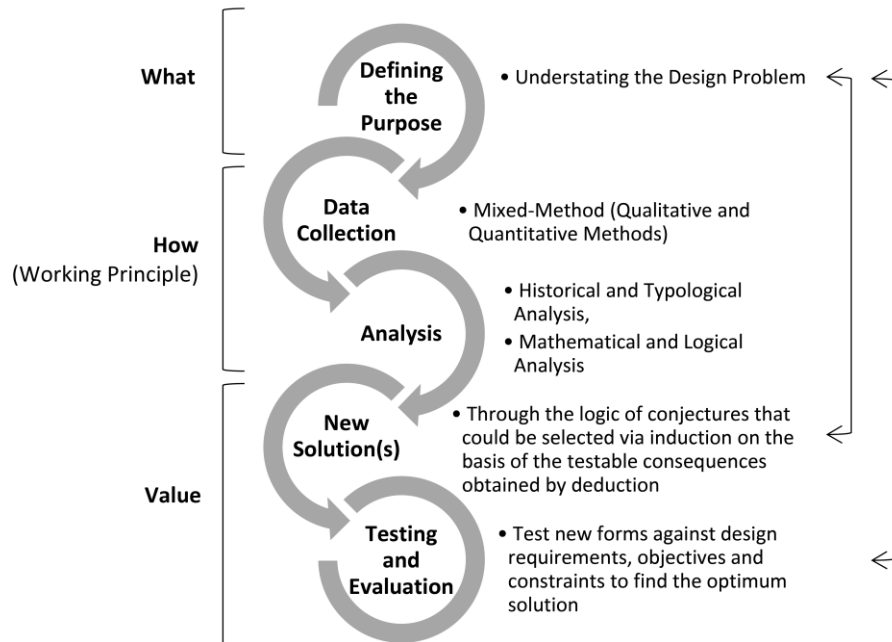 What
Defining
the
Purpose
• Understating the Design Problem
How
(Working Principle)
Data
Collection
• Mixed-Method (Qualitative and
Quantitative Methods)
Analysis
• Historical and Typological
Analysis,
• Mathematical and Logical
Analysis
Value
New
Solution(s)
• Through the logic of conjectures that
could be selected via induction on the
basis of the testable consequences
obtained by deduction
Testing
and
Evaluation
• Test new forms against design
requirements, objectives and
constraints to find the optimum
solution